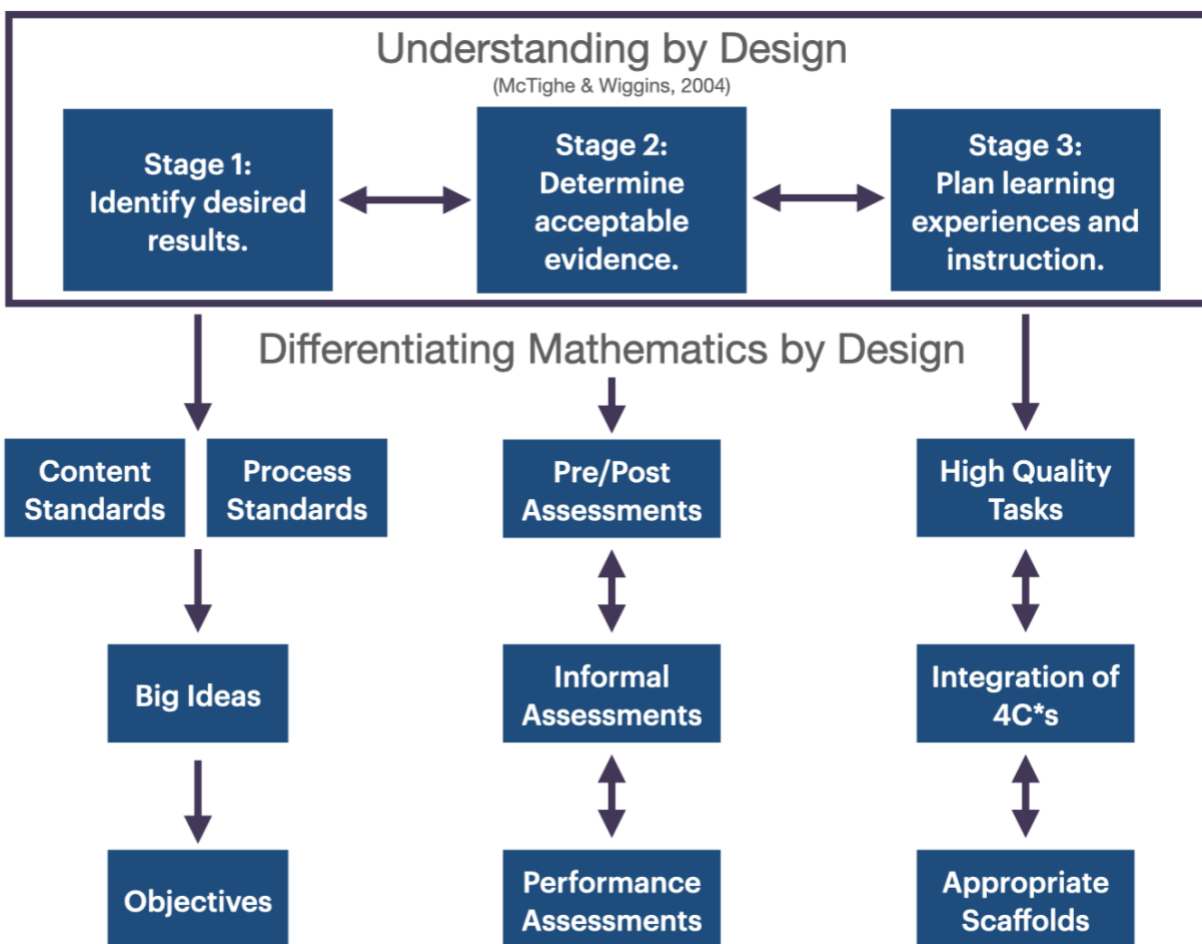 Understanding by Design
(McTighe & Wiggins, 2004)
Stage 1:
Identify desired
results.
Stage 2:
Determine
acceptable
evidence.
Stage 3:
Plan learning
experiences and
instruction.
Differentiating Mathematics by Design
Content
Standards
Process
Standards
Pre/Post
Assessments
High Quality
Tasks
Big Ideas
Informal
Assessments
Integration of
4C*s
Objectives
Performance
Assessments
Appropriate
Scaffolds